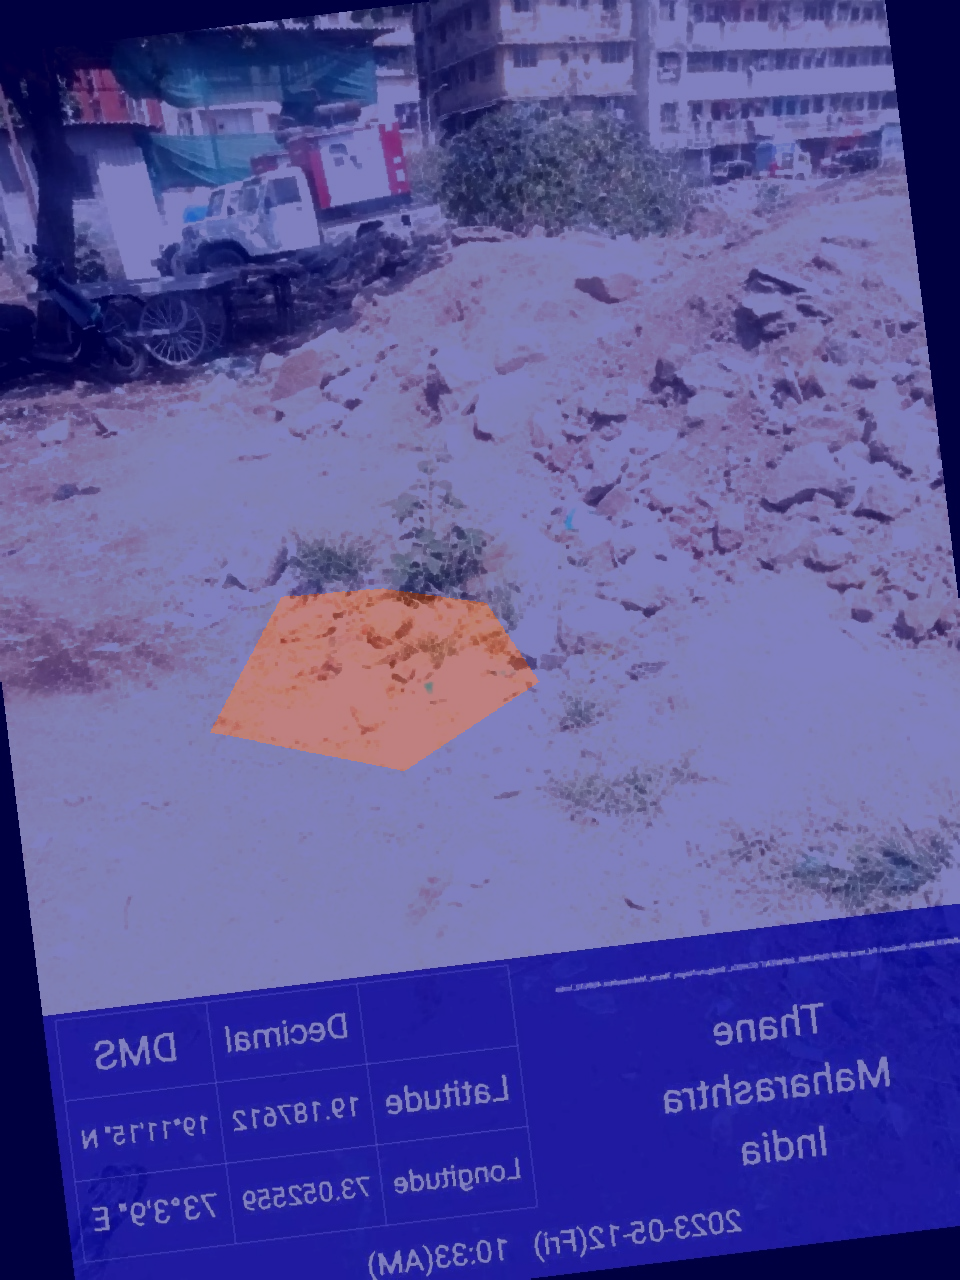 Thane
Maharashtra
India
Decimal DMS
Latitude 19.187612 19°11'15" N
Longitude 73.052559 73°3'9" E
2023-05-12(Fri) 10:33(AM)